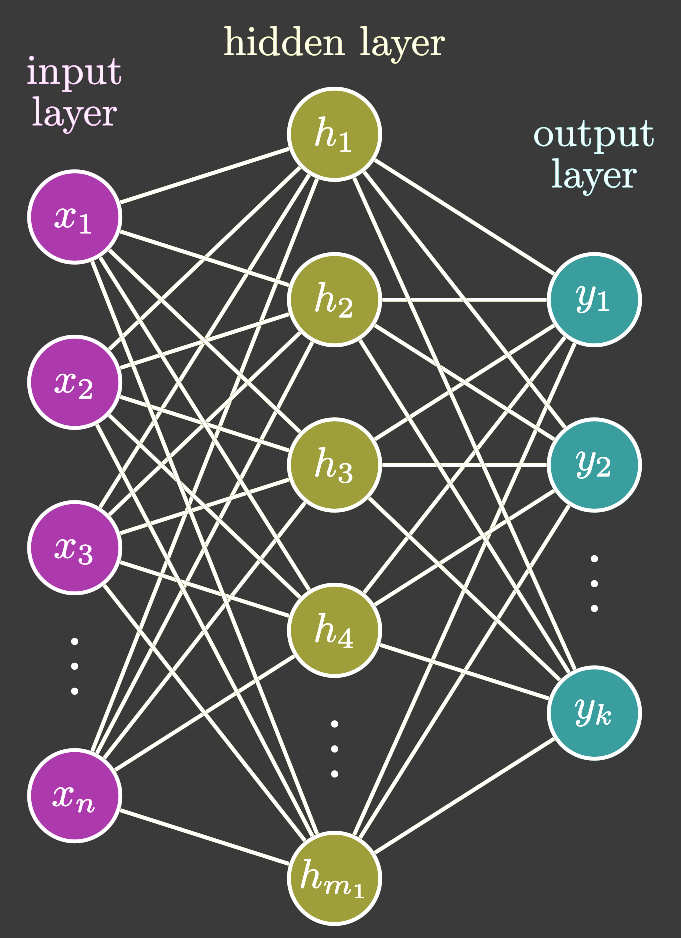 hidden layer
input
layer
output
layer
h₁
x₁
h₂
y₁
x₂
h₃
y₂
x₃
h₄
⋮
⋮
yₖ
⋮
xₙ
hₘ₁